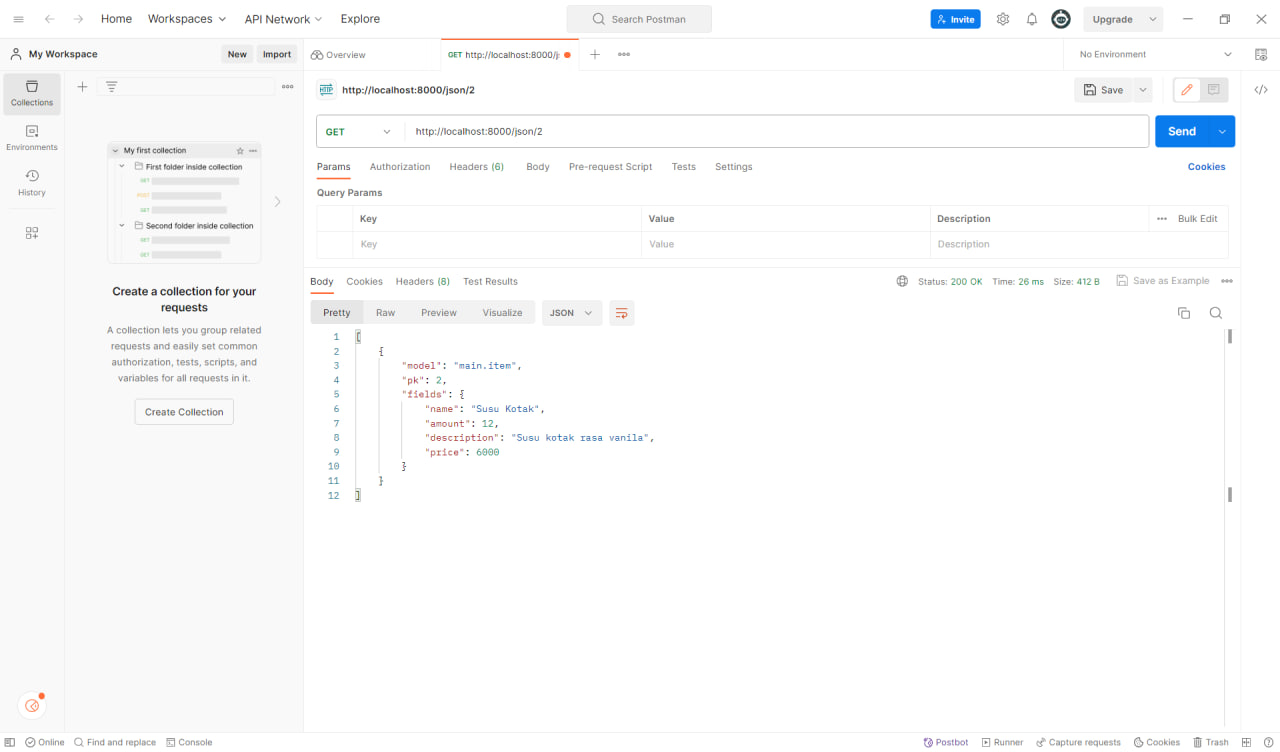 Home Workspaces API Network Explore Search Postman Invite Upgrade
My Workspace New Import Overview GET http://localhost:8000/j No Environment
Collections
Environments
History
My first collection
First folder inside collection
GET
POST
GET
Second folder inside collection
GET
GET
Create a collection for your
requests
A collection lets you group related
requests and easily set common
authorization, tests, scripts, and
variables for all requests in it.
Create Collection
HTTP http://localhost:8000/json/2 Save
GET http://localhost:8000/json/2 Send
Params Authorization Headers (6) Body Pre-request Script Tests Settings Cookies
Query Params
Key Value Description Bulk Edit
Key Value Description
Body Cookies Headers (8) Test Results Status: 200 OK Time: 26 ms Size: 412 B Save as Example
Pretty Raw Preview Visualize JSON
1 [
2 {
3 "model": "main.item",
4 "pk": 2,
5 "fields": {
6 "name": "Susu Kotak",
7 "amount": 12,
8 "description": "Susu kotak rasa vanila",
9 "price": 6000
10 }
11 }
12 ]
Online Find and replace Console Postbot Runner Capture requests Cookies Trash